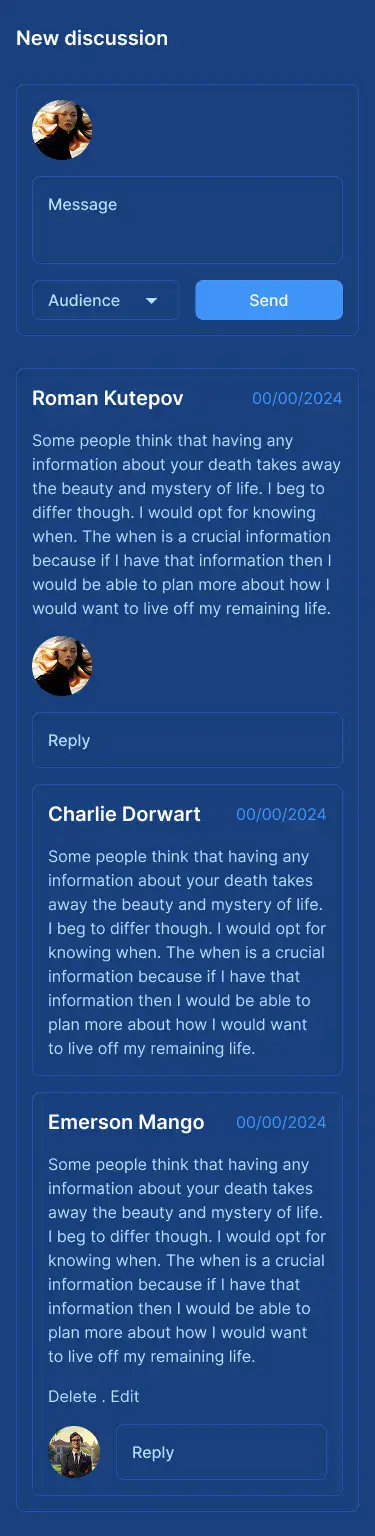 New discussion
Message
Audience
Send
Roman Kutepov
00/00/2024
Some people think that having any
information about your death takes away
the beauty and mystery of life. I beg to
differ though. I would opt for knowing
when. The when is a crucial information
because if I have that information then I
would be able to plan more about how I
would want to live off my remaining life.
Reply
Charlie Dorwart
00/00/2024
Some people think that having any
information about your death takes
away the beauty and mystery of life.
I beg to differ though. I would opt for
knowing when. The when is a crucial
information because if I have that
information then I would be able to
plan more about how I would want
to live off my remaining life.
Emerson Mango
00/00/2024
Some people think that having any
information about your death takes
away the beauty and mystery of life.
I beg to differ though. I would opt for
knowing when. The when is a crucial
information because if I have that
information then I would be able to
plan more about how I would want
to live off my remaining life.
Delete . Edit
Reply